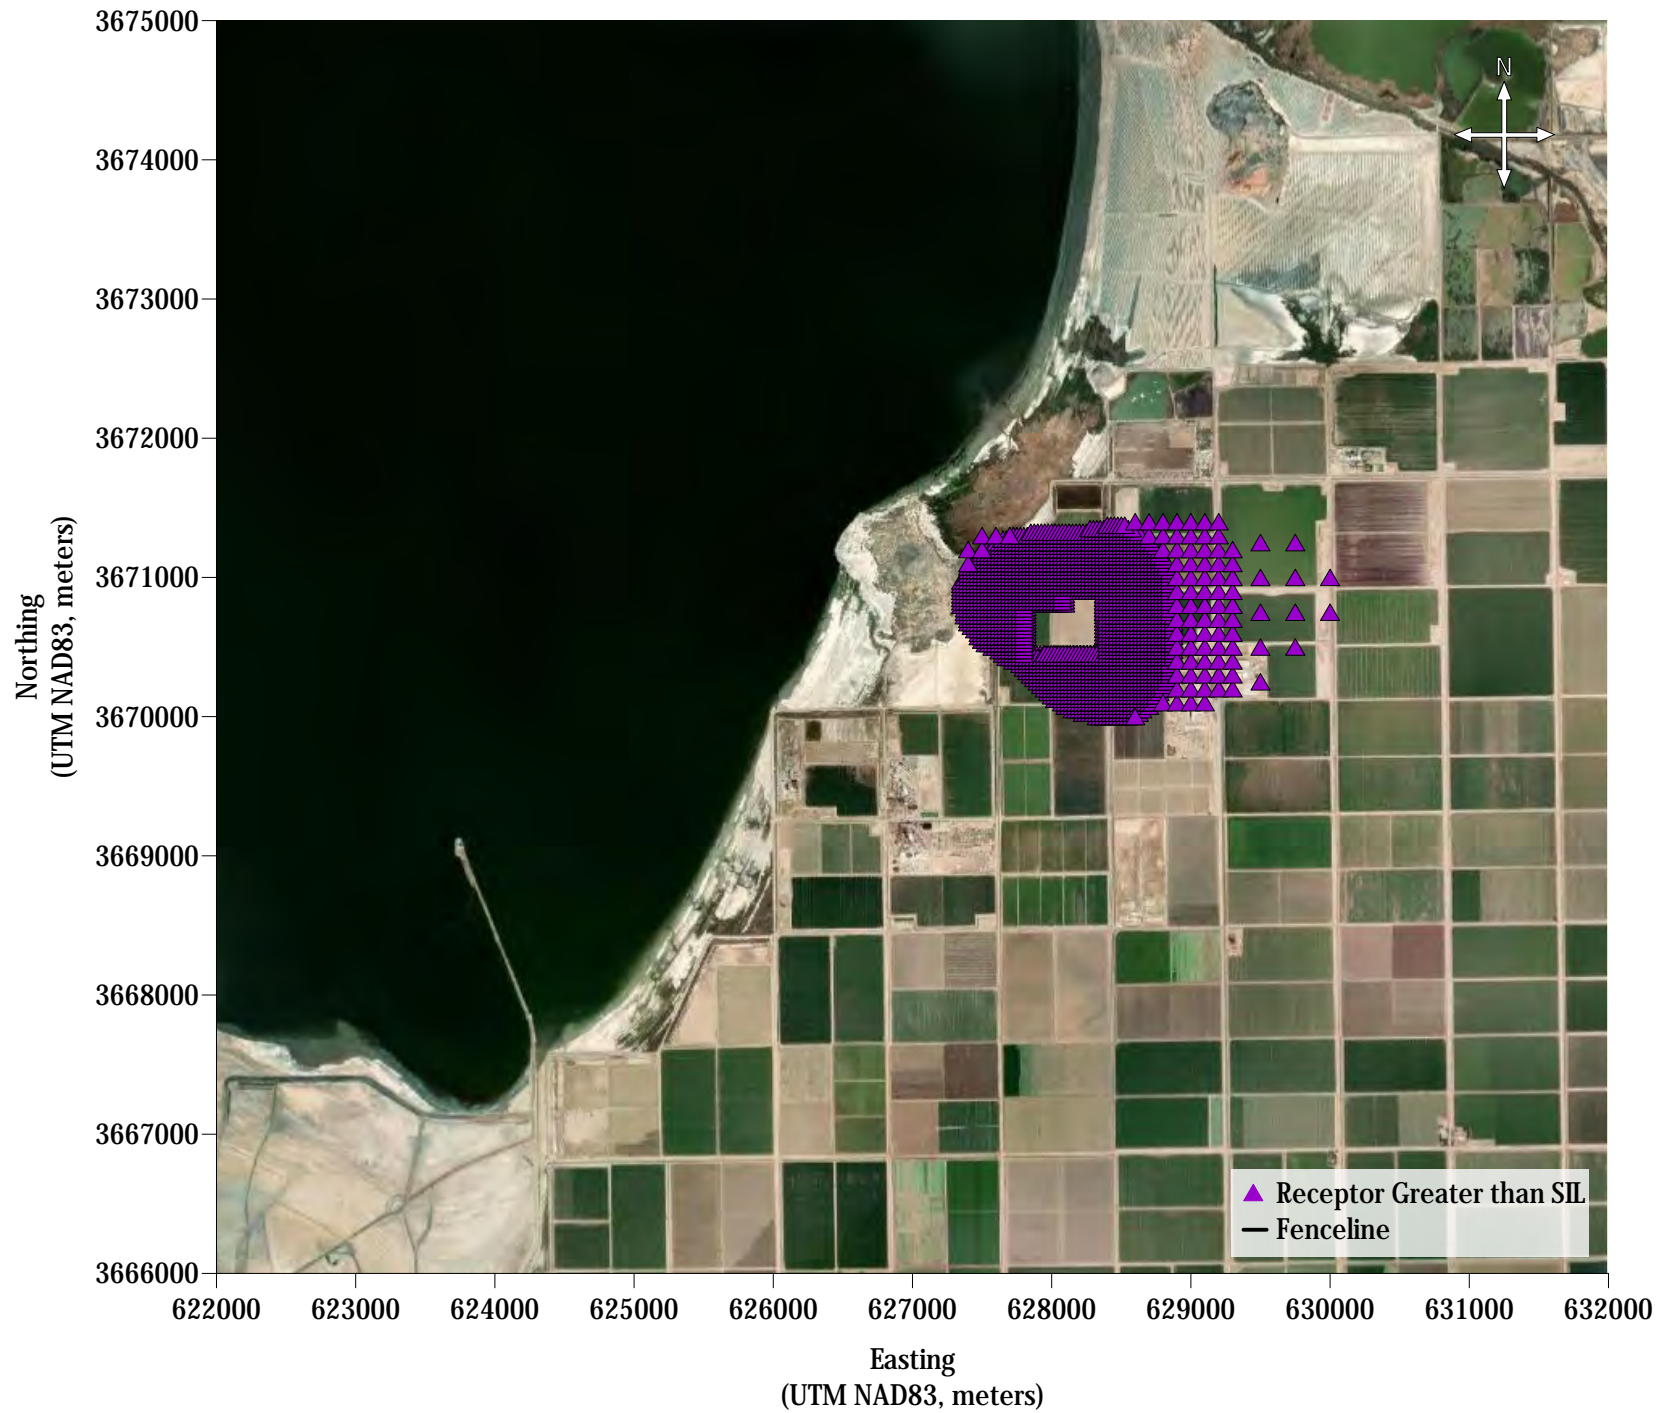 3675000
3674000
3673000
3672000
3671000
3670000
3669000
3668000
3667000
3666000
Northing
(UTM NAD83, meters)
N
Receptor Greater than SIL
Fenceline
622000 623000 624000 625000 626000 627000 628000 629000 630000 631000 632000
Easting
(UTM NAD83, meters)